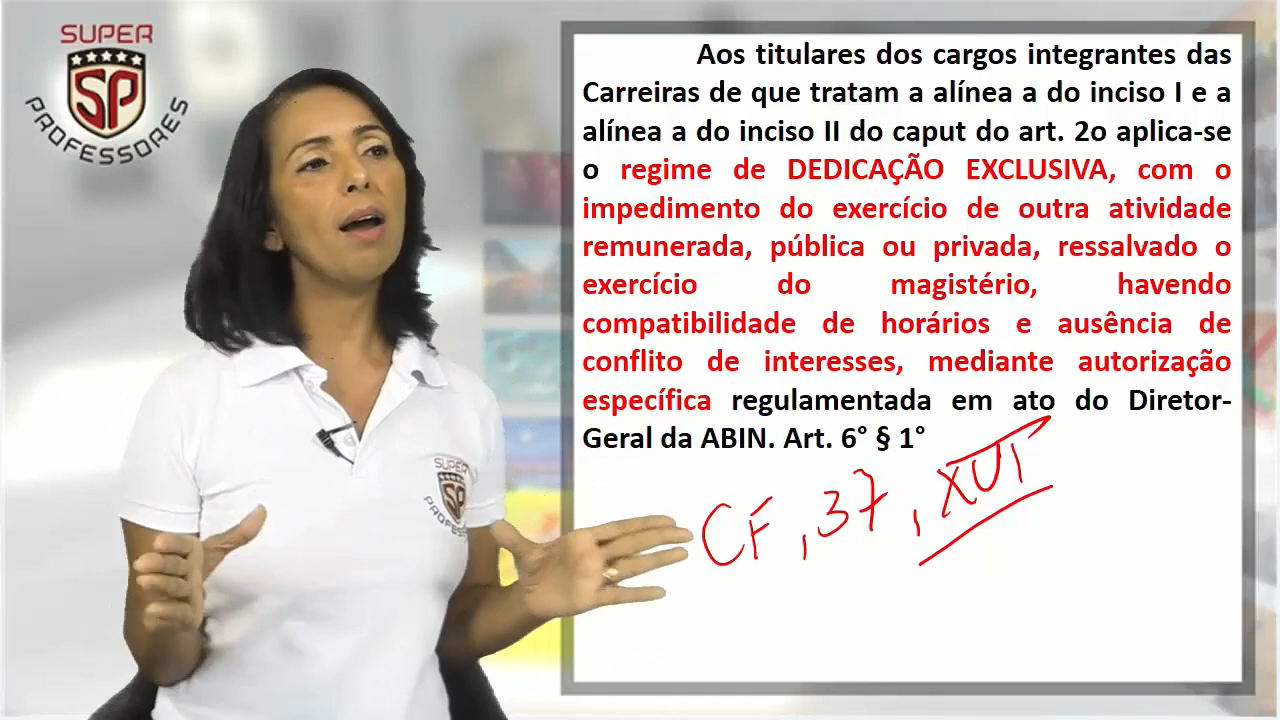 SUPER
SP
PROFESSORES
Aos titulares dos cargos integrantes das
Carreiras de que tratam a alínea a do inciso I e a
alínea a do inciso II do caput do art. 2o aplica-se
o regime de DEDICAÇÃO EXCLUSIVA, com o
impedimento do exercício de outra atividade
remunerada, pública ou privada, ressalvado o
exercício do magistério, havendo
compatibilidade de horários e ausência de
conflito de interesses, mediante autorização
específica regulamentada em ato do Diretor-
Geral da ABIN. Art. 6° § 1°
CF, 37, XVI
SUPER
SP
PROFESSORES